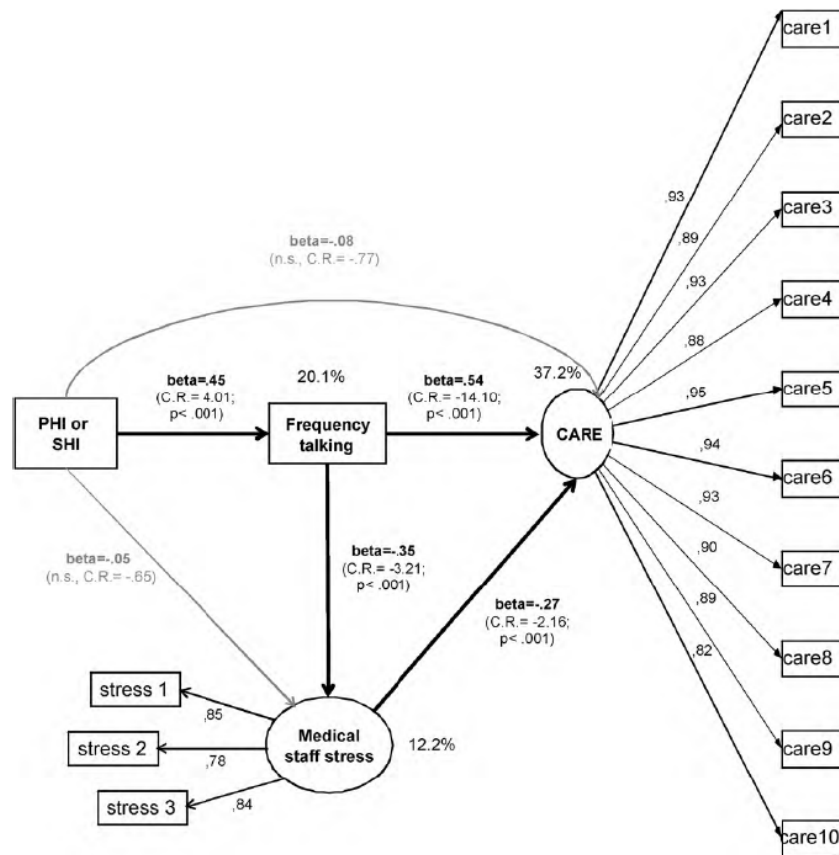 care1
care2
care3
care4
care5
care6
care7
care8
care9
care10
,93
,89
,93
,88
,95
,94
,93
,90
,89
,82
beta=-.08
(n.s., C.R.= -.77)
beta=.45
(C.R.= 4.01;
p< .001)
20.1%
beta=.54
(C.R.= -14.10;
p< .001)
37.2%
PHI or
SHI
Frequency
talking
CARE
beta=-.05
(n.s., C.R.= -.65)
beta=-.35
(C.R.= -3.21;
p< .001)
beta=-.27
(C.R.= -2.16;
p< .001)
stress 1
stress 2
stress 3
,85
,78
,84
Medical
staff stress
12.2%